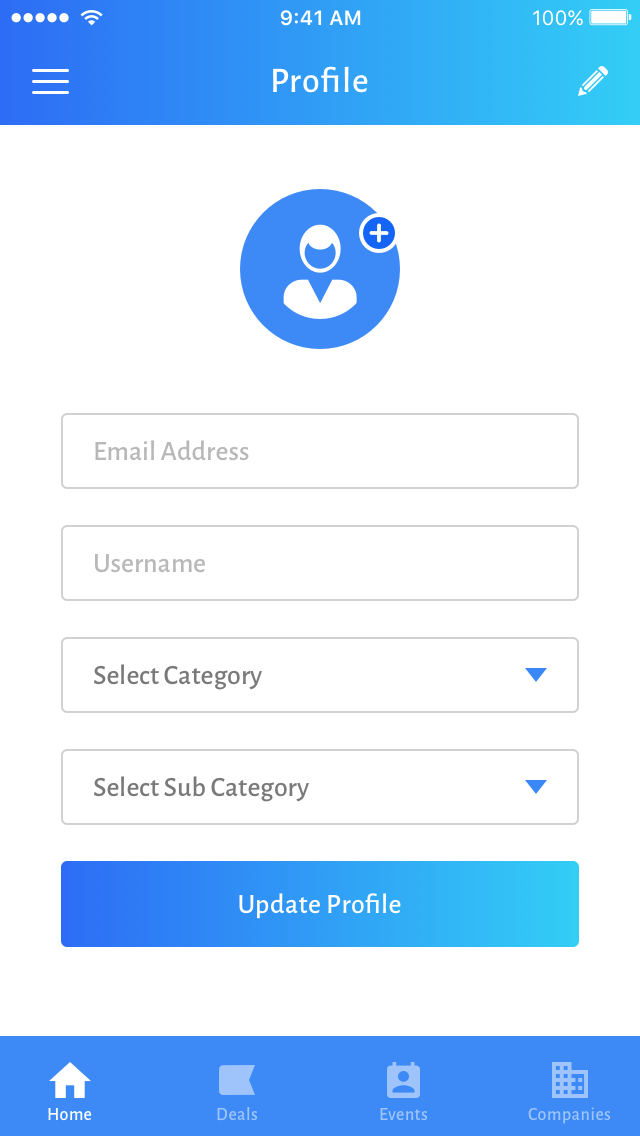 9:41 AM 100%
Profile
Email Address
Username
Select Category
Select Sub Category
Update Profile
Home Deals Events Companies